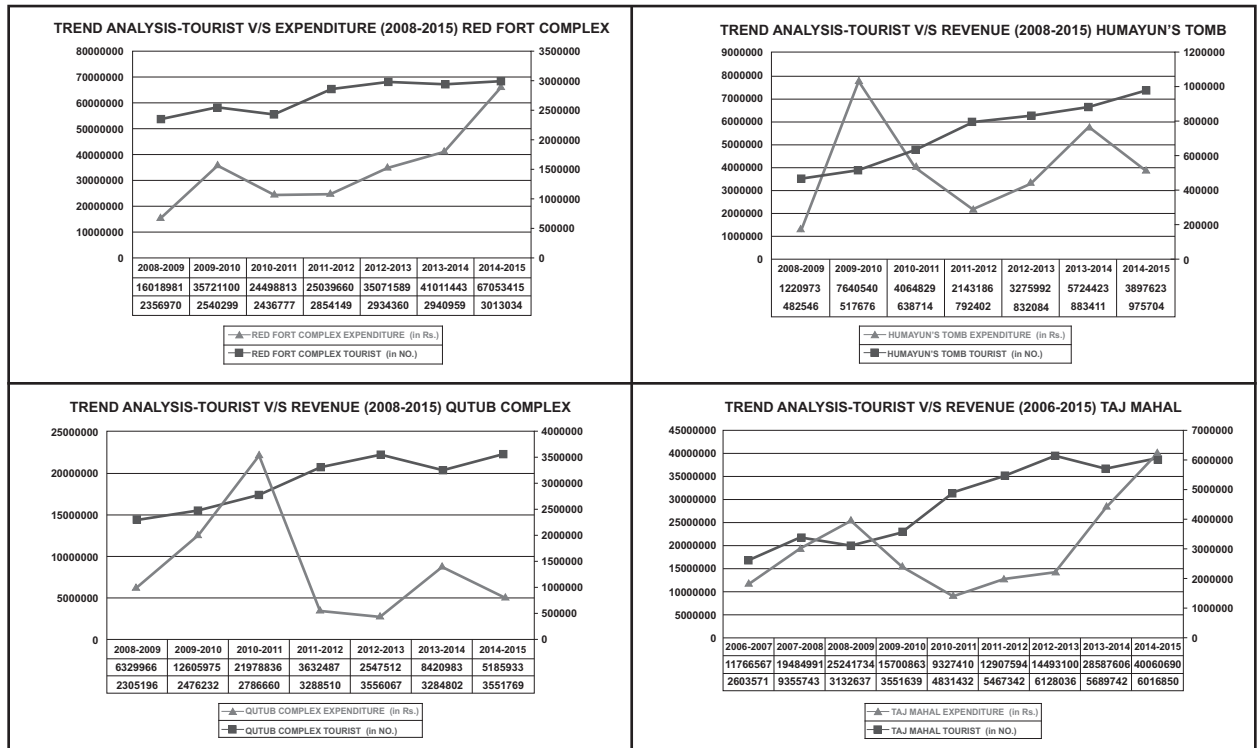 TREND ANALYSIS-TOURIST V/S EXPENDITURE (2008-2015) RED FORT COMPLEX
80000000 3500000
70000000 3000000
60000000 2500000
50000000 2000000
40000000 1500000
30000000 1000000
20000000 500000
10000000 0
0
2008-2009 2009-2010 2010-2011 2011-2012 2012-2013 2013-2014 2014-2015
16018981 35721100 24498813 25039660 35071589 41011443 67053415
2356970 2540299 2436777 2854149 2934360 2940959 3013034
RED FORT COMPLEX EXPENDITURE (in Rs.)
RED FORT COMPLEX TOURIST (in NO.)
TREND ANALYSIS-TOURIST V/S REVENUE (2008-2015) HUMAYUN'S TOMB
9000000 1200000
8000000 1000000
7000000 800000
6000000 600000
5000000 400000
4000000 200000
3000000 0
2000000
1000000
0
2008-2009 2009-2010 2010-2011 2011-2012 2012-2013 2013-2014 2014-2015
1220973 7640540 4064829 2143186 3275992 5724423 3897623
482546 517676 638714 792402 832084 883411 975704
HUMAYUN'S TOMB EXPENDITURE (in Rs.)
HUMAYUN'S TOMB TOURIST (in NO.)
TREND ANALYSIS-TOURIST V/S REVENUE (2008-2015) QUTUB COMPLEX
25000000 4000000
20000000 3500000
15000000 3000000
10000000 2500000
5000000 2000000
0 1500000
1000000
500000
0
2008-2009 2009-2010 2010-2011 2011-2012 2012-2013 2013-2014 2014-2015
6329966 12605975 21978836 3632487 2547512 8420983 5185933
2305196 2476232 2786660 3288510 3556067 3284802 3551769
QUTUB COMPLEX EXPENDITURE (in Rs.)
QUTUB COMPLEX TOURIST (in NO.)
TREND ANALYSIS-TOURIST V/S REVENUE (2006-2015) TAJ MAHAL
45000000 7000000
40000000 6000000
35000000 5000000
30000000 4000000
25000000 3000000
20000000 2000000
15000000 1000000
10000000 0
5000000
0
2006-2007 2007-2008 2008-2009 2009-2010 2010-2011 2011-2012 2012-2013 2013-2014 2014-2015
11766567 19484991 25241734 15700863 9327410 12907594 14493100 28587606 40060690
2603571 9355743 3132637 3551639 4831432 5467342 6128036 5689742 6016850
TAJ MAHAL EXPENDITURE (in Rs.)
TAJ MAHAL TOURIST (in NO.)